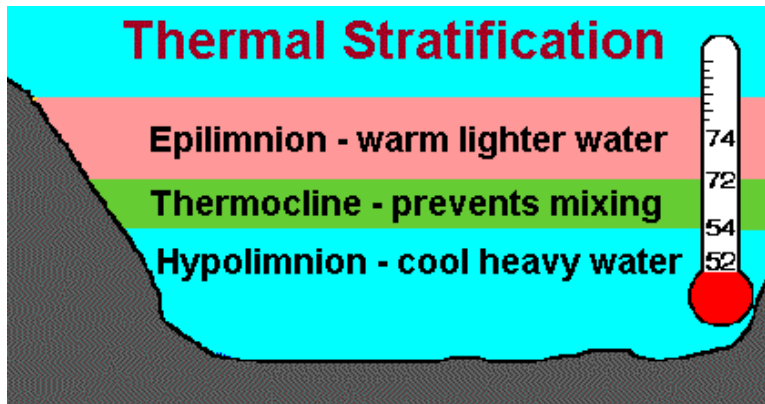 Thermal Stratification
Epilimnion - warm lighter water
74
72
Thermocline - prevents mixing
54
Hypolimnion - cool heavy water
52